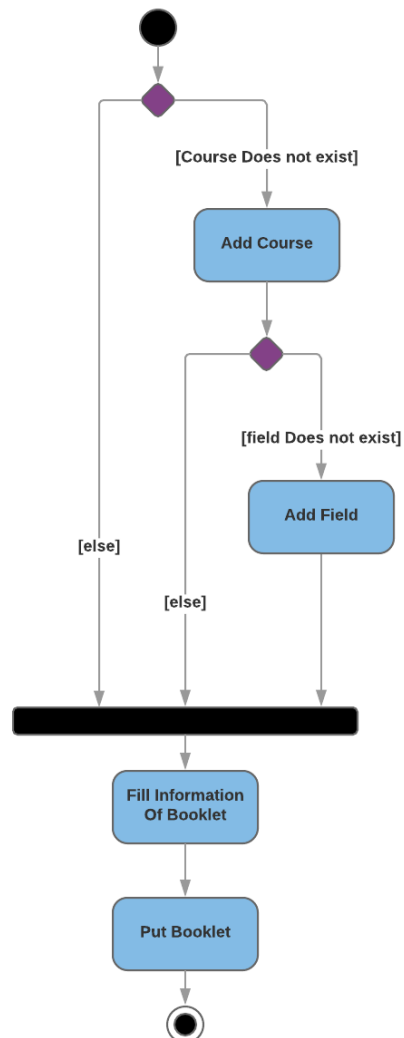 [Course Does not exist]
Add Course
[field Does not exist]
Add Field
[else]
[else]
Fill Information
Of Booklet
Put Booklet